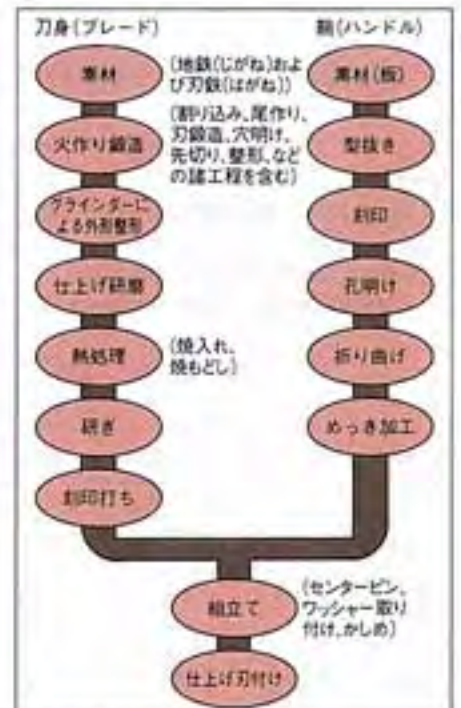 刀身(ブレード)
素材
(地鉄(じがね)およ
び刃鉄(はがね))
火作り鍛造
(割り込み、尾作り、
刃鍛造、穴明け、
先切り、整形、など
の諸工程を含む)
グラインダーに
よる外形整形
仕上げ研磨
熱処理
(焼入れ、
焼もどし)
研ぎ
刻印打ち
鞘(ハンドル)
素材(板)
型抜き
刻印
孔明け
折り曲げ
めっき加工
組立て
(センターピン、
ワッシャー取り
付け、かしめ)
仕上げ刃付け